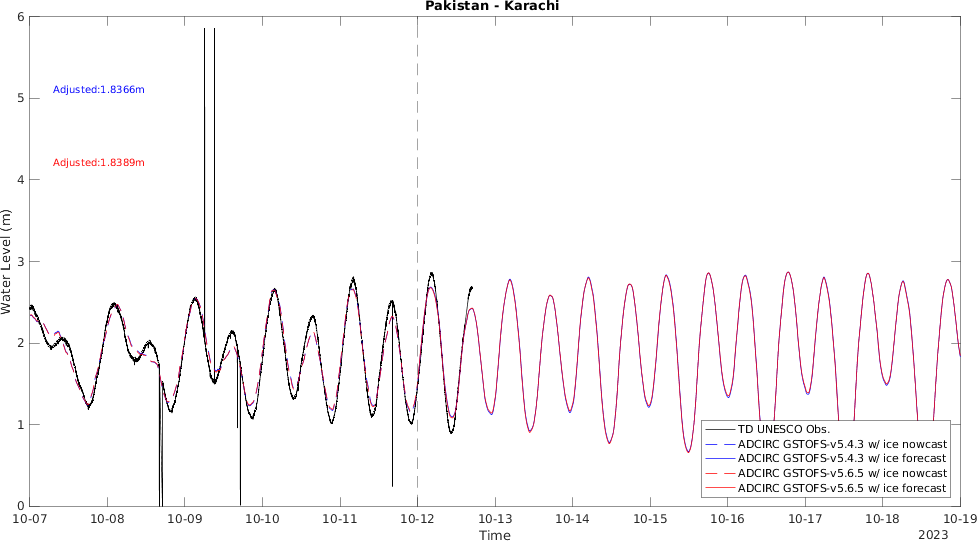 Pakistan - Karachi
6
5
4
3
2
1
0
Water Level (m)
Adjusted:1.8366m
Adjusted:1.8389m
TD UNESCO Obs.
ADCIRC GSTOFS-v5.4.3 w/ ice nowcast
ADCIRC GSTOFS-v5.4.3 w/ ice forecast
ADCIRC GSTOFS-v5.6.5 w/ ice nowcast
ADCIRC GSTOFS-v5.6.5 w/ ice forecast
10-07 10-08 10-09 10-10 10-11 10-12 10-13 10-14 10-15 10-16 10-17 10-18 10-19
Time
2023